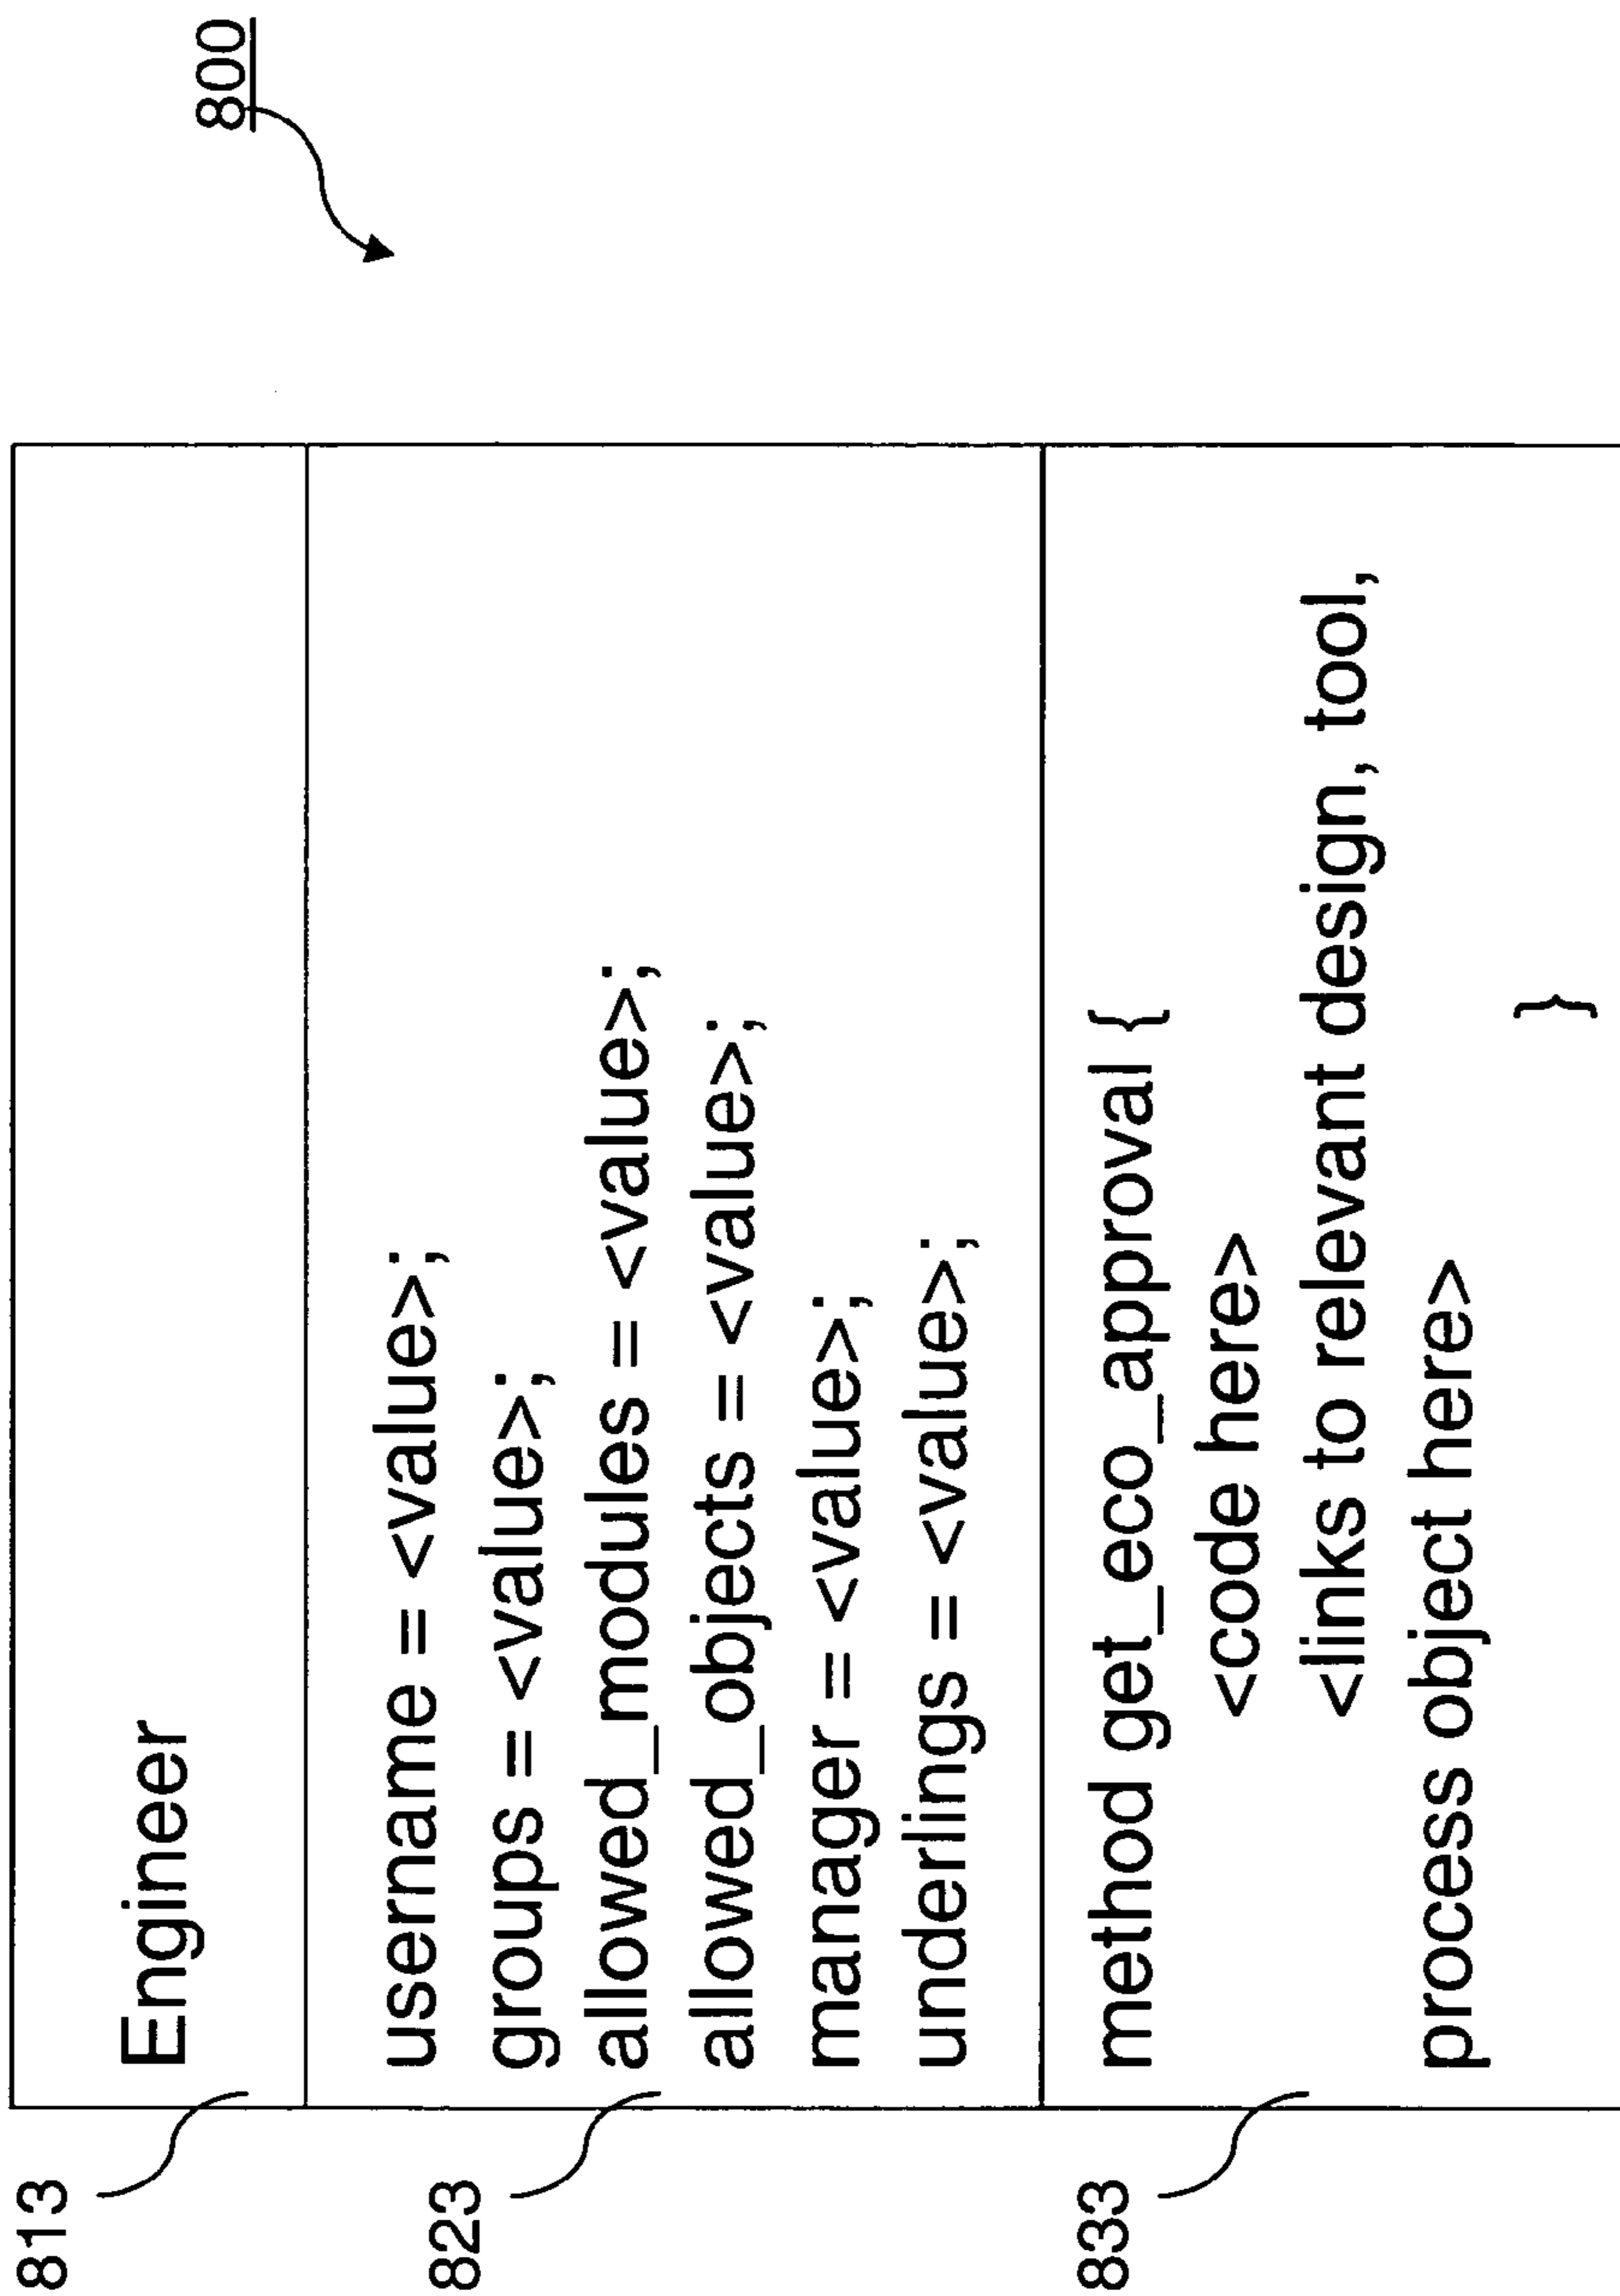 800
813
Engineer
823
username = <value>;
groups = <value>;
allowed_modules = <value>;
allowed_objects = <value>;
manager = <value>;
underlings = <value>;
833
method get_eco_approval {
<code here>
<links to relevant design, tool,
process object here>
}